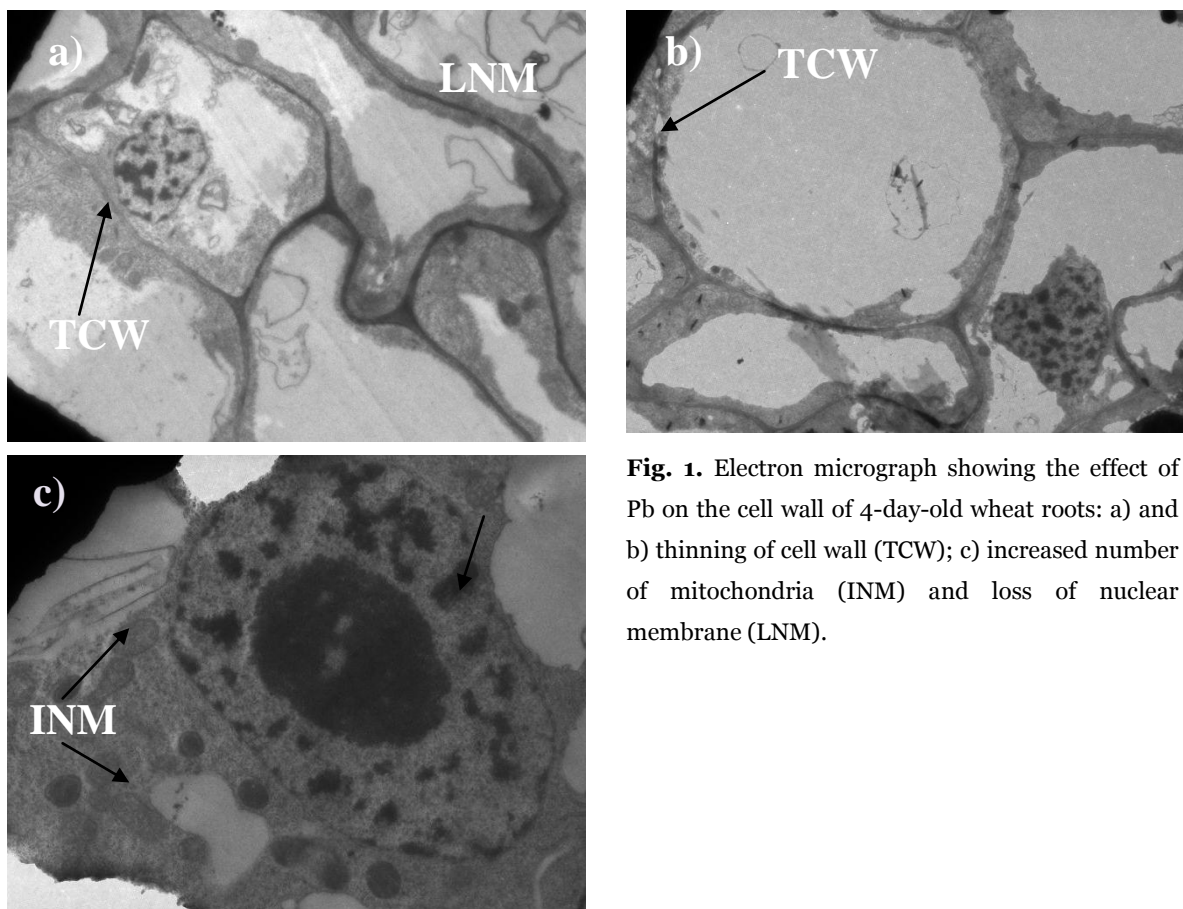 a)
LNM
TCW
b)
TCW
c)
INM
Fig. 1. Electron micrograph showing the effect of
Pb on the cell wall of 4-day-old wheat roots: a) and
b) thinning of cell wall (TCW); c) increased number
of mitochondria (INM) and loss of nuclear
membrane (LNM).